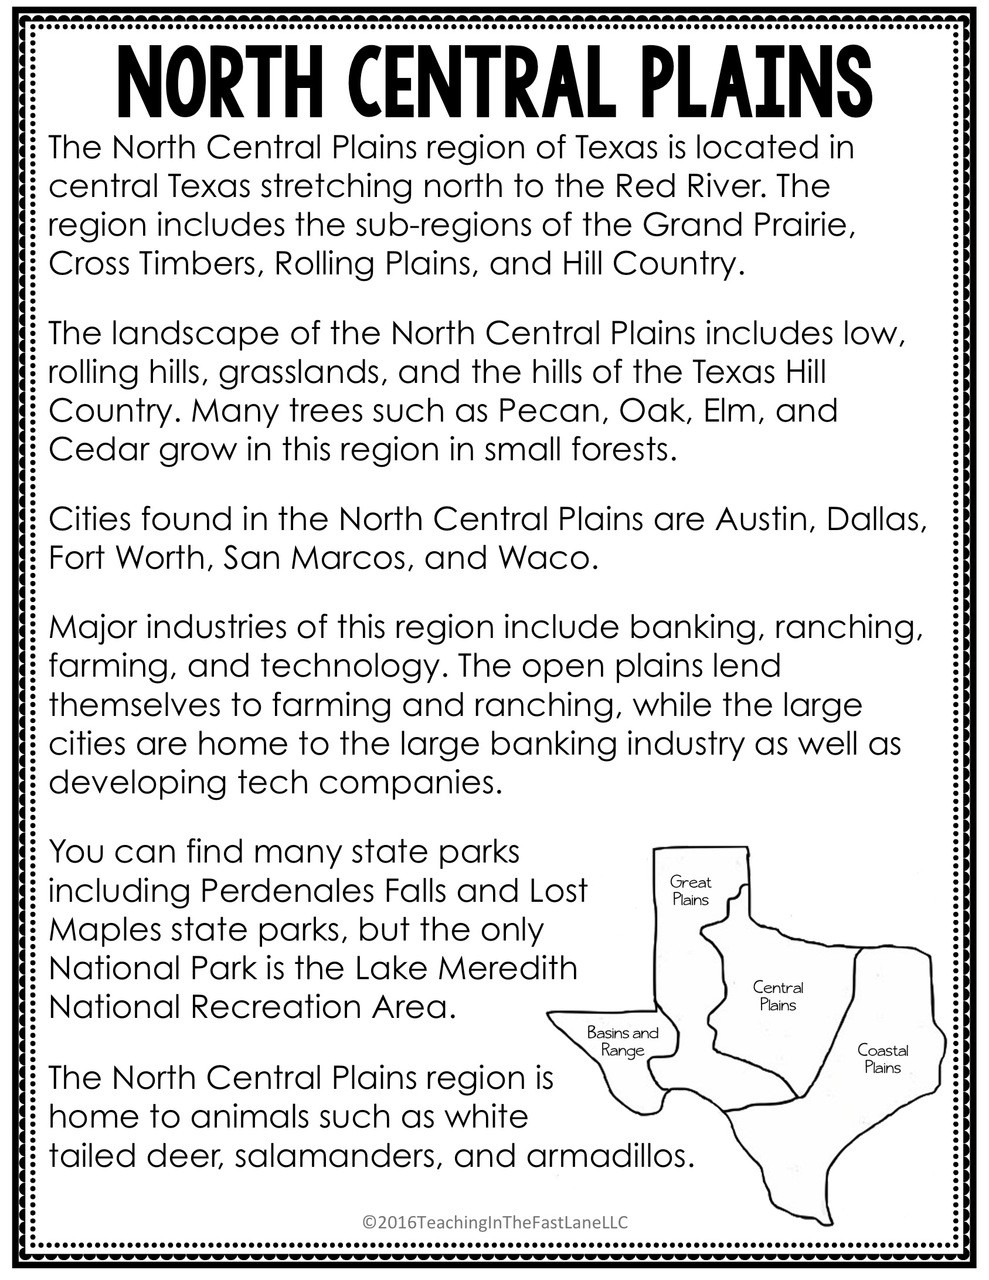 NORTH CENTRAL PLAINS
The North Central Plains region of Texas is located in
central Texas stretching north to the Red River. The
region includes the sub-regions of the Grand Prairie,
Cross Timbers, Rolling Plains, and Hill Country.
The landscape of the North Central Plains includes low,
rolling hills, grasslands, and the hills of the Texas Hill
Country. Many trees such as Pecan, Oak, Elm, and
Cedar grow in this region in small forests.
Cities found in the North Central Plains are Austin, Dallas,
Fort Worth, San Marcos, and Waco.
Major industries of this region include banking, ranching,
farming, and technology. The open plains lend
themselves to farming and ranching, while the large
cities are home to the large banking industry as well as
developing tech companies.
You can find many state parks
including Perdenales Falls and Lost
Maples state parks, but the only
National Park is the Lake Meredith
National Recreation Area.
The North Central Plains region is
home to animals such as white
tailed deer, salamanders, and armadillos.
Great
Plains
Central
Plains
Basins and
Range
Coastal
Plains
©2016TeachingInTheFastLaneLLC